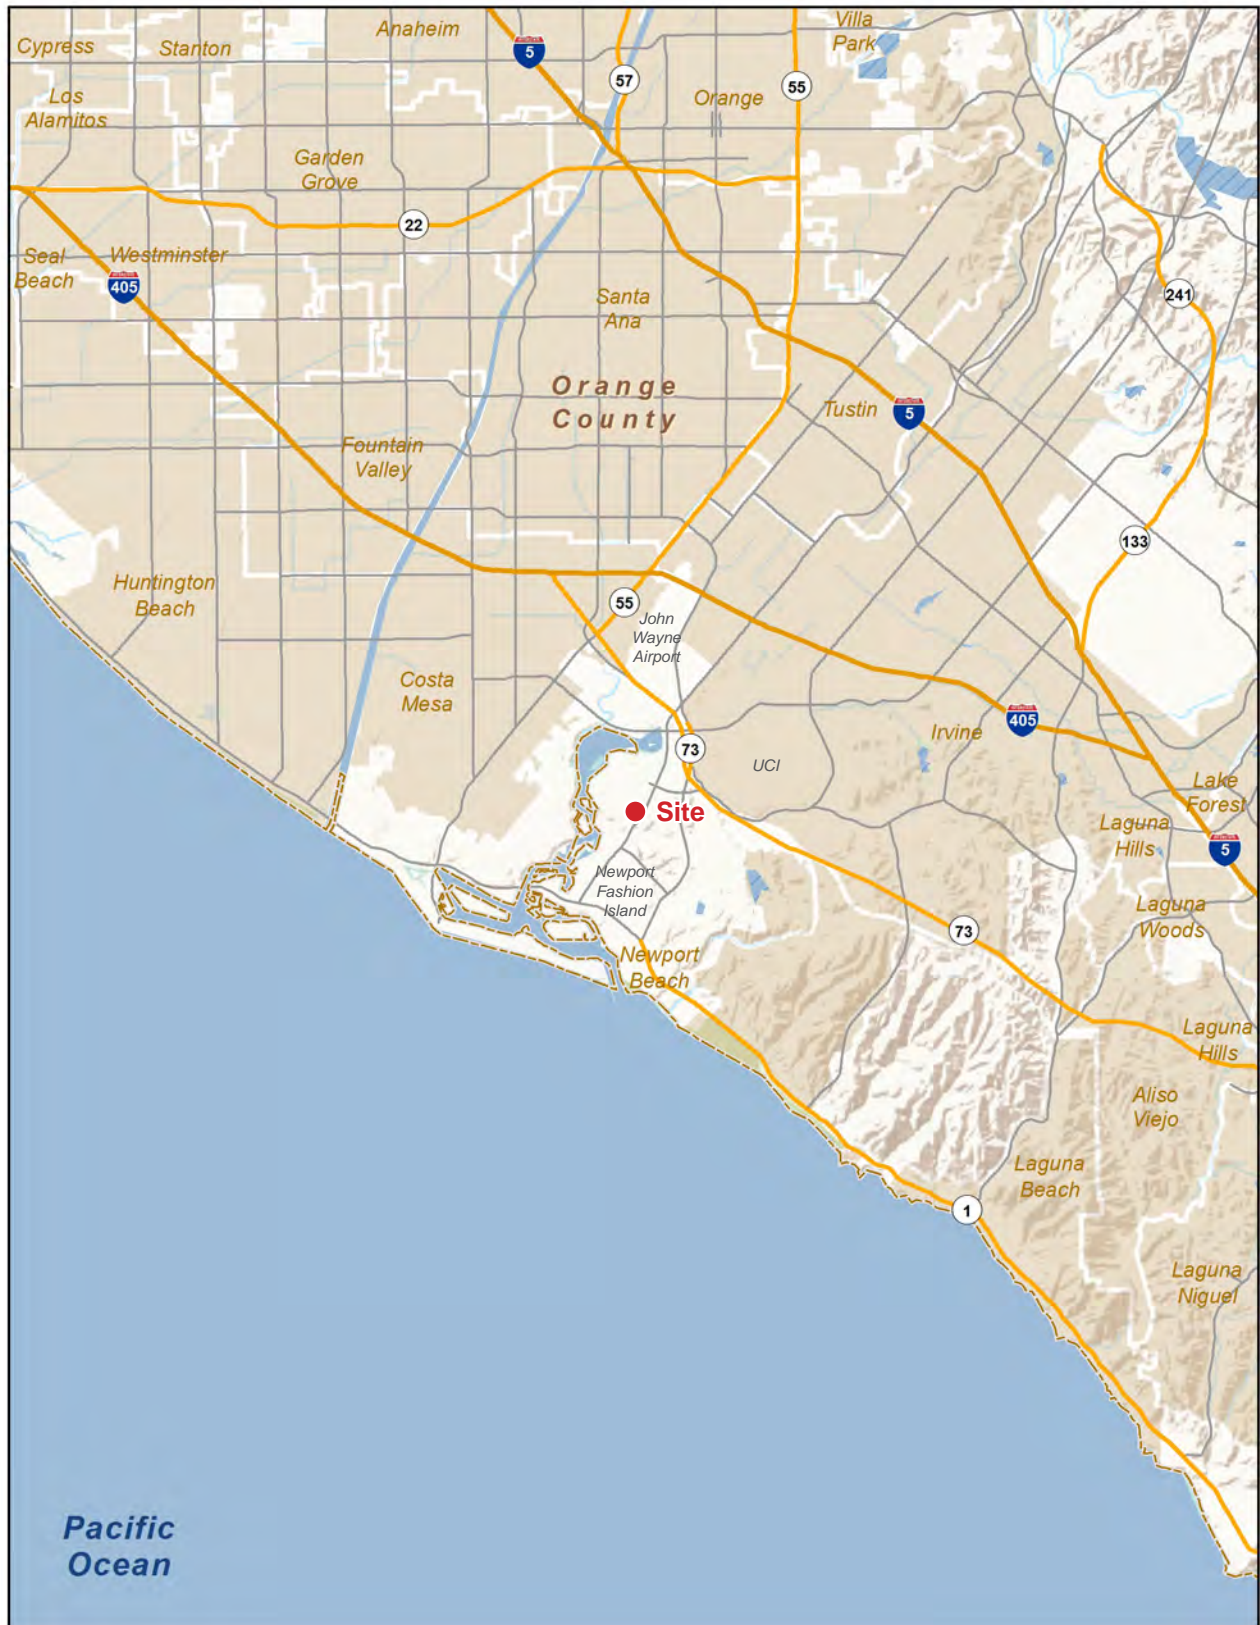 Cypress
Stanton
Anaheim
Villa
Park
5
57
55
Orange
Los
Alamitos
Garden
Grove
22
Seal
Beach
Westminster
405
Santa
Ana
241
Orange
County
Tustin
5
Fountain
Valley
133
Huntington
Beach
55
John
Wayne
Airport
Costa
Mesa
405
Irvine
73
UCI
Site
Lake
Forest
Laguna
Hills
5
Newport
Fashion
Island
Laguna
Woods
73
Newport
Beach
Laguna
Hills
Aliso
Viejo
Laguna
Beach
1
Laguna
Niguel
Pacific
Ocean